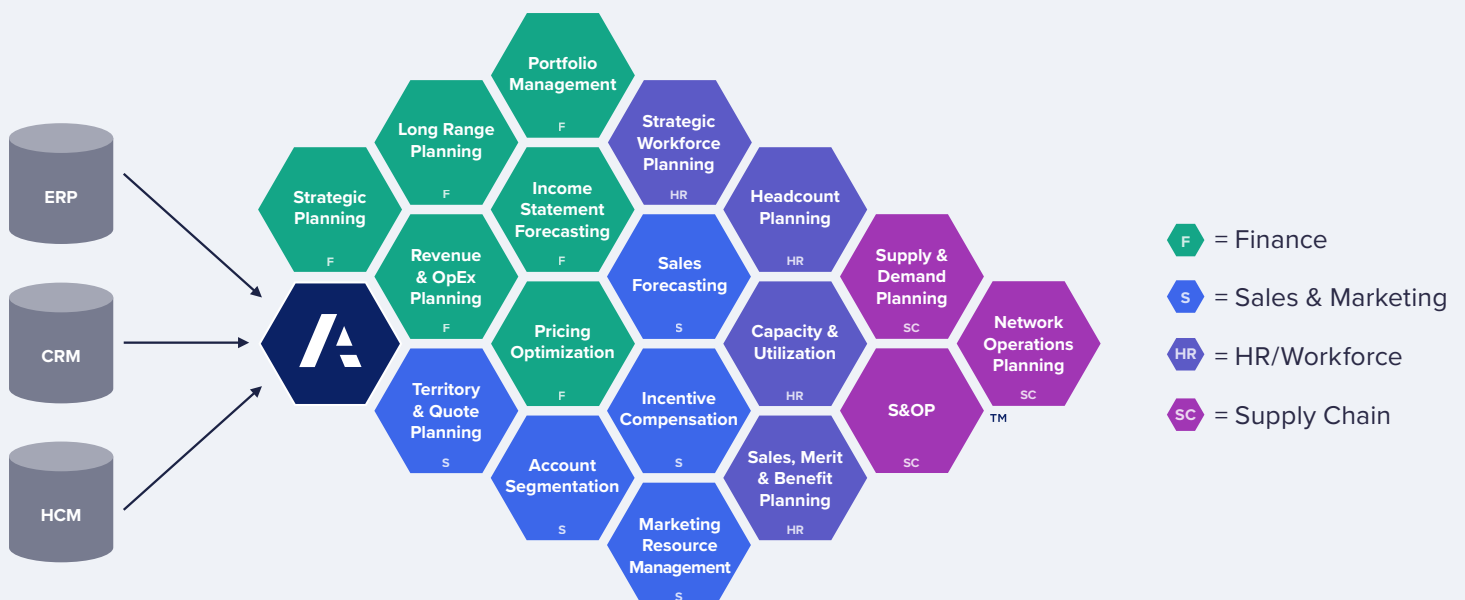 ERP
CRM
HCM
Portfolio
Management
F
Long Range
Planning
F
Strategic
Workforce
Planning
HR
Strategic
Planning
F
Income
Statement
Forecasting
F
Headcount
Planning
HR
Revenue
& OpEx
Planning
F
Sales
Forecasting
S
Supply &
Demand
Planning
SC
Pricing
Optimization
F
Capacity &
Utilization
HR
Network
Operations
Planning
SC
Territory
& Quote
Planning
S
Incentive
Compensation
S
S&OP
SC
TM
Account
Segmentation
S
Sales, Merit
& Benefit
Planning
HR
Marketing
Resource
Management
S
F = Finance
S = Sales & Marketing
HR = HR/Workforce
SC = Supply Chain